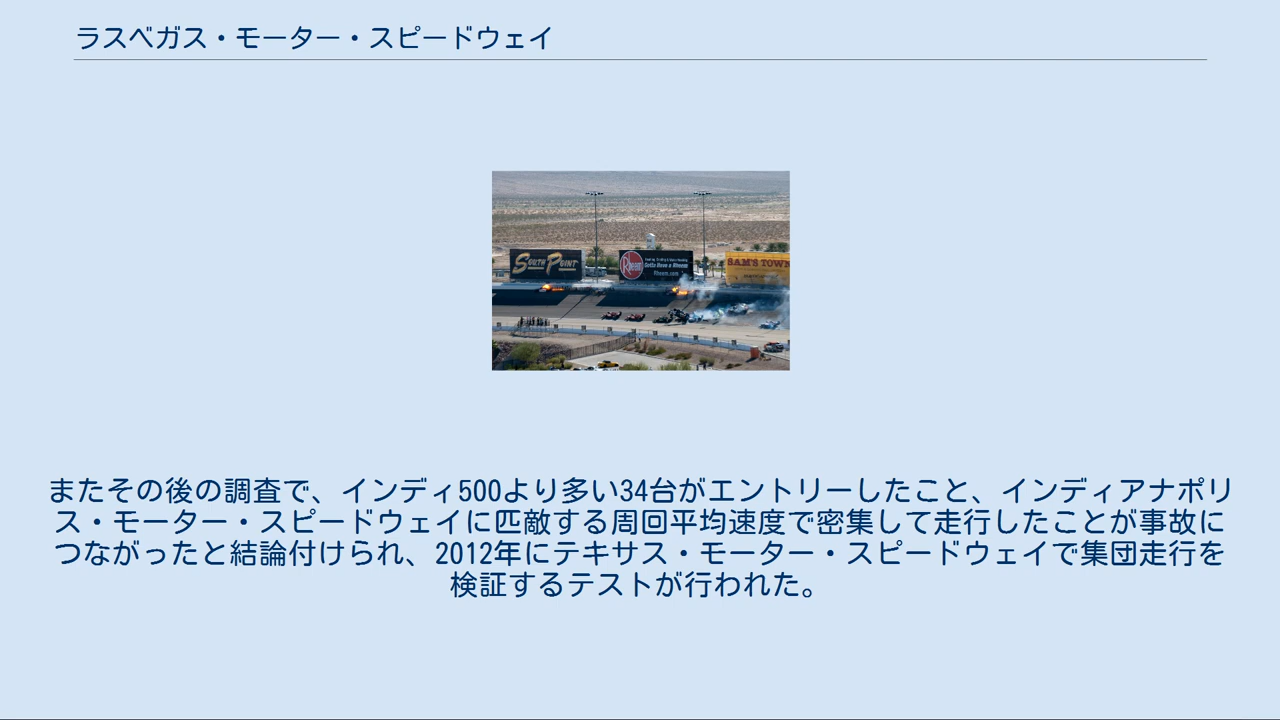 ラスベガス・モーター・スピードウェイ
SOUTH POINT
Rheem
Gotta Have a Rheem
Rheem.com
SAM'S TOWN
またその後の調査で、インディ500より多い34台がエントリーしたこと、インディアナポリ
ス・モーター・スピードウェイに匹敵する周回平均速度で密集して走行したことが事故に
つながったと結論付けられ、2012年にテキサス・モーター・スピードウェイで集団走行を
検証するテストが行われた。